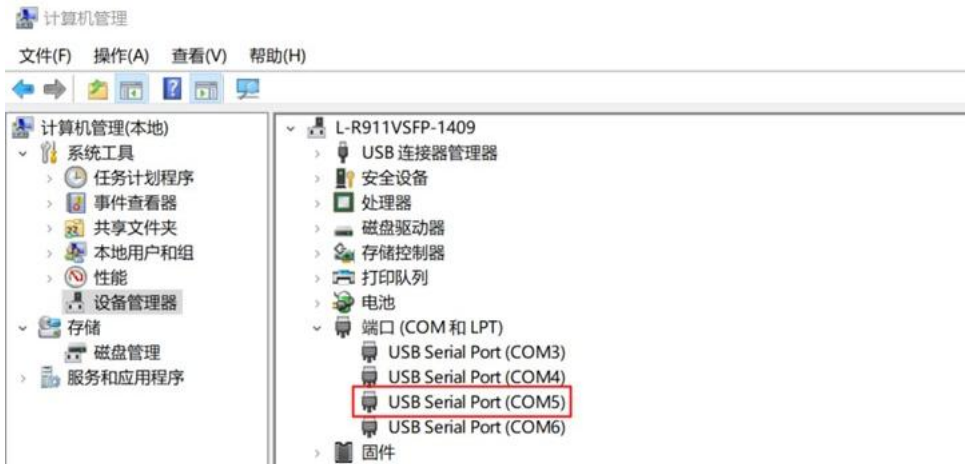 计算机管理
文件(F) 操作(A) 查看(V) 帮助(H)
计算机管理(本地)
系统工具
任务计划程序
事件查看器
共享文件夹
本地用户和组
性能
设备管理器
存储
磁盘管理
服务和应用程序
L-R911VSFP-1409
USB 连接器管理器
安全设备
处理器
磁盘驱动器
存储控制器
打印队列
电池
端口 (COM 和 LPT)
USB Serial Port (COM3)
USB Serial Port (COM4)
USB Serial Port (COM5)
USB Serial Port (COM6)
固件